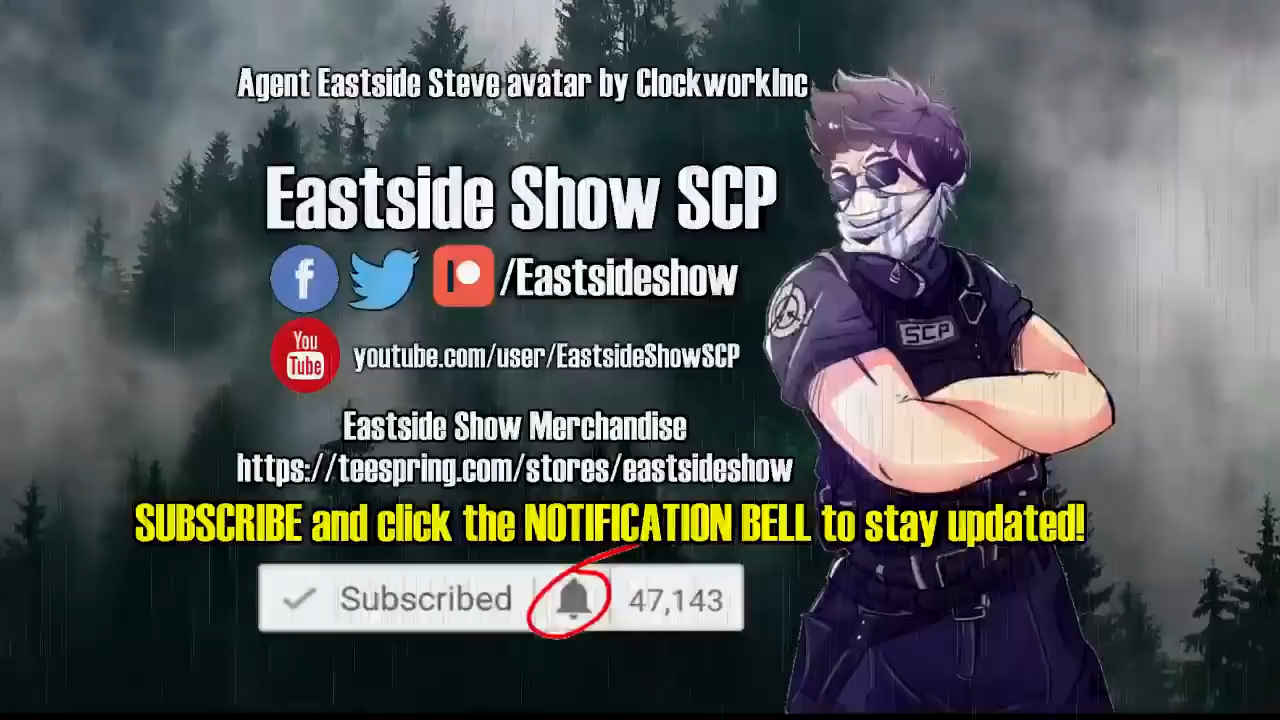 Agent Eastside Steve avatar by ClockworkInc
Eastside Show SCP
/Eastsideshow
You
Tube
youtube.com/user/EastsideShowSCP
Eastside Show Merchandise
https://teespring.com/stores/eastsideshow
SUBSCRIBE and click the NOTIFICATION BELL to stay updated!
Subscribed 47,143
SCP